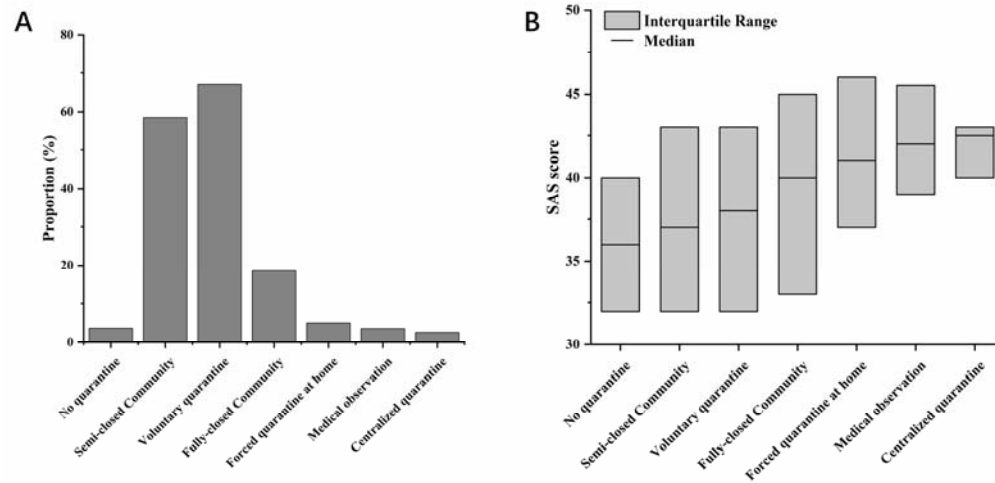 A
80
60
40
20
0
Proportion (%)
No quarantine
Semi-closed Community
Voluntary quarantine
Fully-closed Community
Forced quarantine at home
Medical observation
Centralized quarantine
B
50
45
40
35
30
SAS score
Interquartile Range
Median
No quarantine
Semi-closed Community
Voluntary quarantine
Fully-closed Community
Forced quarantine at home
Medical observation
Centralized quarantine